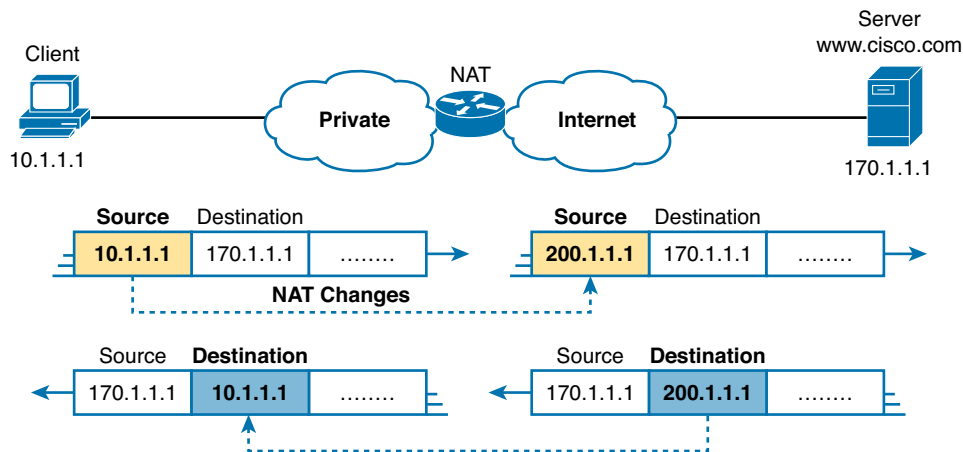 Server
www.cisco.com
Client
NAT
Private
Internet
10.1.1.1
170.1.1.1
Source Destination
10.1.1.1 170.1.1.1 ........
Source Destination
200.1.1.1 170.1.1.1 ........
NAT Changes
Source Destination
170.1.1.1 10.1.1.1 ........
Source Destination
170.1.1.1 200.1.1.1 ........